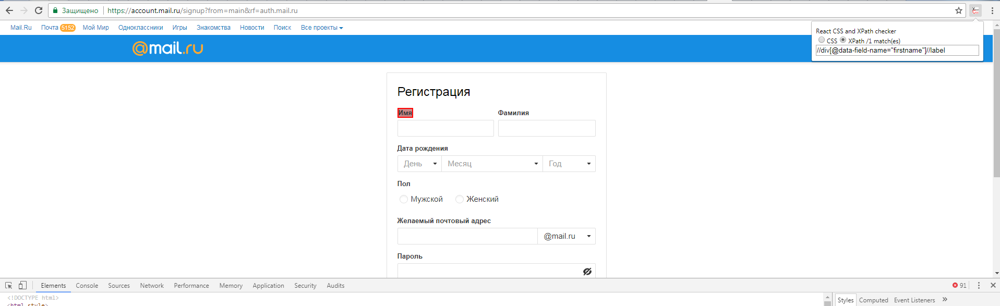 Защищено https://account.mail.ru/signup?from=main&rf=auth.mail.ru
Mail.Ru Почта 5152 Мой Мир Одноклассники Игры Знакомства Новости Поиск Все проекты
React CSS and XPath checker
CSS XPath /1 match(es)
//div[@data-field-name="firstname"]//label
@mail.ru
Регистрация
Имя Фамилия
Дата рождения
День Месяц Год
Пол
Мужской Женский
Желаемый почтовый адрес
@mail.ru
Пароль
Elements Console Sources Network Performance Memory Application Security Audits 91
<!DOCTYPE html>
<html style>
Styles Computed Event Listeners »